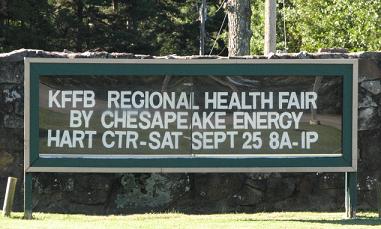 KFFB REGIONAL HEALTH FAIR
BY CHESAPEAKE ENERGY
HART CTR-SAT SEPT 25 8A-1P